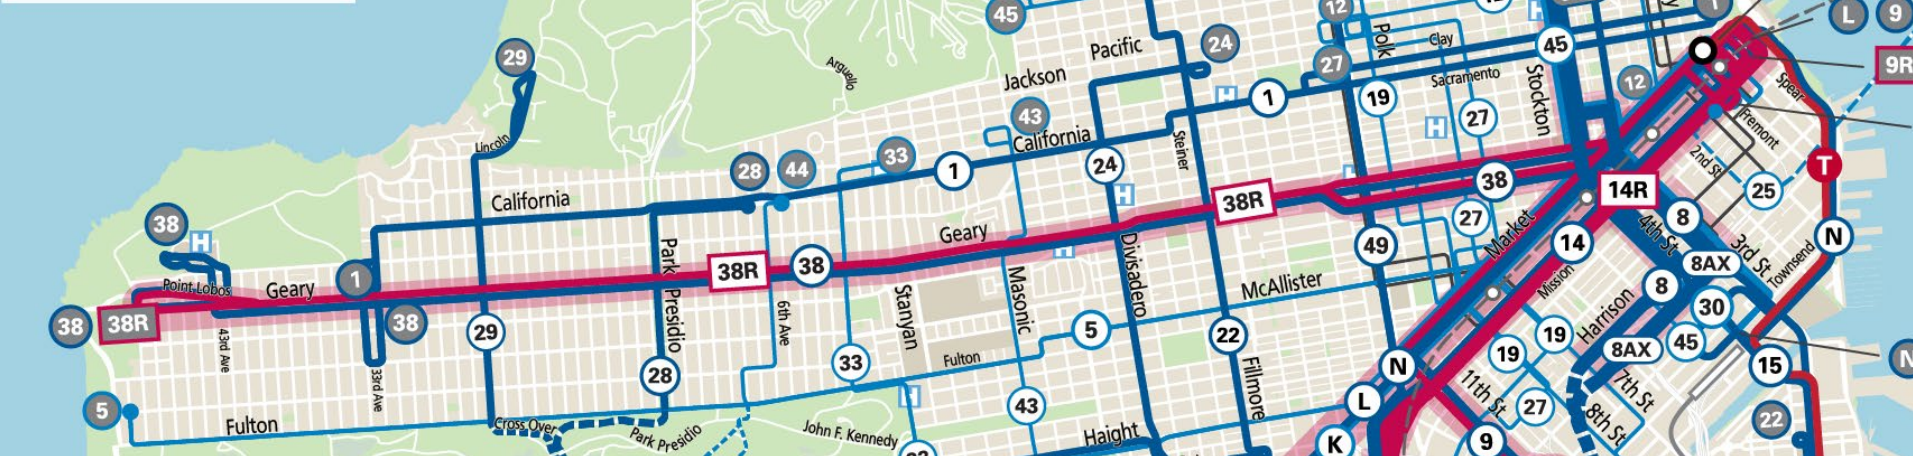 45
12
Polk
24
Pacific
Clay
45
1
L
9
29
Arguello
Jackson
27
Sacramento
Stockton
12
Spear
9R
43
1
H
19
27
H
Fremont
Lincoln
California
Steiner
28
44
33
1
24
H
38
2nd St
25
T
California
Geary
38R
14R
38
H
Park Presidio
38R
38
Masonic
H
Divisadero
49
27
Market
14
4th St
8
3rd St
N
8AX
Townsend
1
Point Lobos
Geary
McAllister
Mission
8
30
38
38R
38
29
6th Ave
Stanyan
5
22
Harrison
19
45
43rd Ave
33rd Ave
33
Fulton
Fillmore
N
19
8AX
15
N
28
H
43
L
11th St
27
7th St
8th St
22
5
Fulton
Cross Over
Park Presidio
John F. Kennedy
Haight
K
9